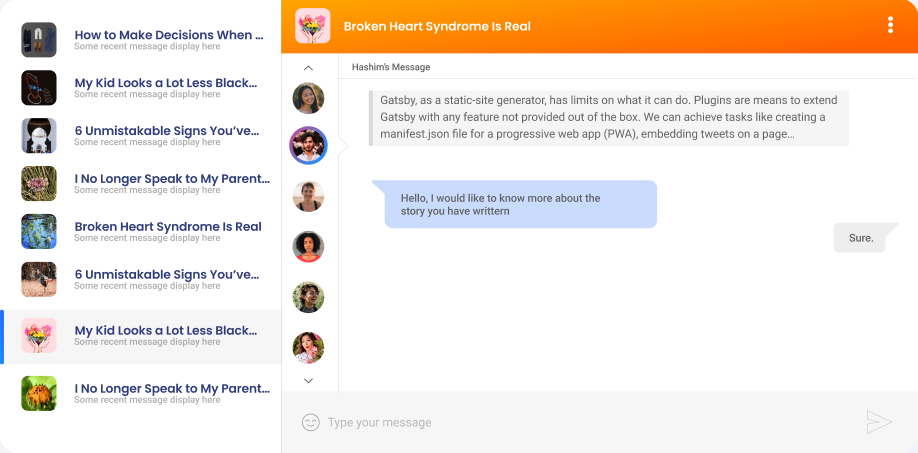 How to Make Decisions When ...
Some recent message display here
My Kid Looks a Lot Less Black...
Some recent message display here
6 Unmistakable Signs You’ve...
Some recent message display here
I No Longer Speak to My Parent...
Some recent message display here
Broken Heart Syndrome Is Real
Some recent message display here
6 Unmistakable Signs You’ve...
Some recent message display here
My Kid Looks a Lot Less Black...
Some recent message display here
I No Longer Speak to My Parent...
Some recent message display here
Broken Heart Syndrome Is Real
Hashim’s Message
Gatsby, as a static-site generator, has limits on what it can do. Plugins are means to extend
Gatsby with any feature not provided out of the box. We can achieve tasks like creating a
manifest.json file for a progressive web app (PWA), embedding tweets on a page...
Hello, I would like to know more about the
story you have writtern
Sure.
Type your message